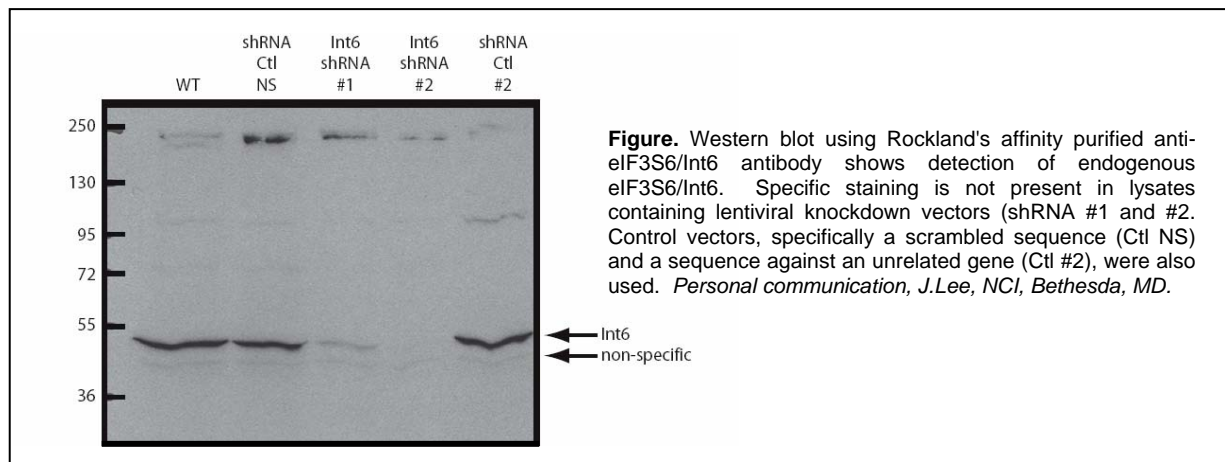 shRNA Int6 Int6 shRNA
Ctl shRNA shRNA Ctl
WT NS #1 #2 #2
250
130
95
72
55
36
Int6
non-specific
Figure. Western blot using Rockland's affinity purified anti-
eIF3S6/Int6 antibody shows detection of endogenous
eIF3S6/Int6. Specific staining is not present in lysates
containing lentiviral knockdown vectors (shRNA #1 and #2.
Control vectors, specifically a scrambled sequence (Ctl NS)
and a sequence against an unrelated gene (Ctl #2), were also
used. Personal communication, J.Lee, NCI, Bethesda, MD.